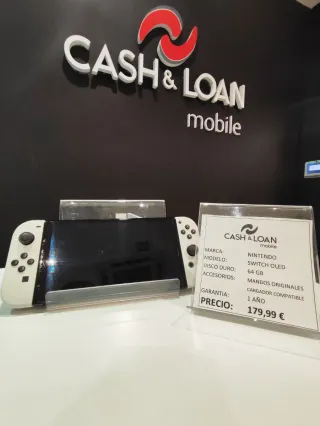 CASH & LOAN
mobile
CASH & LOAN
mobile
MARCA: NINTENDO
MODELO: SWITCH OLED
DISCO DURO: 64 GB
ACCESORIOS: MANDOS ORIGINALES
CARGADOR COMPATIBLE
GARANTIA: 1 AÑO
PRECIO: 179,99 €